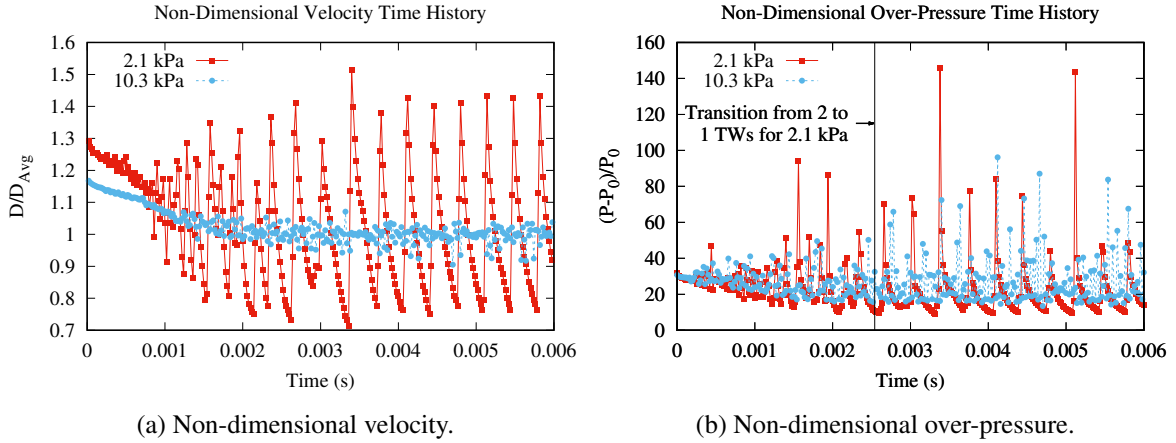 Non-Dimensional Velocity Time History
1.6
1.5
1.4
1.3
1.2
1.1
1
0.9
0.8
0.7
D/D_Avg
2.1 kPa
10.3 kPa
0 0.001 0.002 0.003 0.004 0.005 0.006
Time (s)
(a) Non-dimensional velocity.
Non-Dimensional Over-Pressure Time History
160
140
120
100
80
60
40
20
0
(P-P_0)/P_0
2.1 kPa
10.3 kPa
Transition from 2 to
1 TWs for 2.1 kPa
0 0.001 0.002 0.003 0.004 0.005 0.006
Time (s)
(b) Non-dimensional over-pressure.